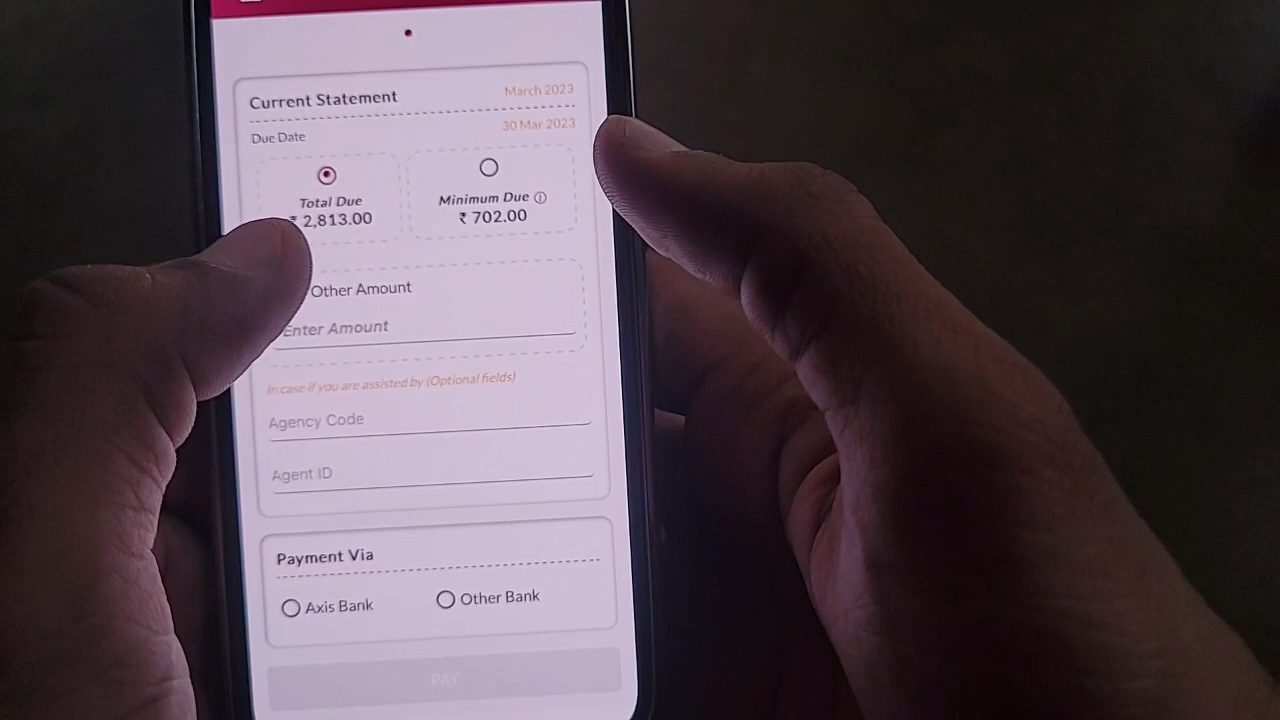 Current Statement March 2023
Due Date 30 Mar 2023
Total Due
₹ 2,813.00
Minimum Due ⓘ
₹ 702.00
Other Amount
Enter Amount
In case if you are assisted by (Optional fields)
Agency Code
Agent ID
Payment Via
Axis Bank Other Bank
PAY